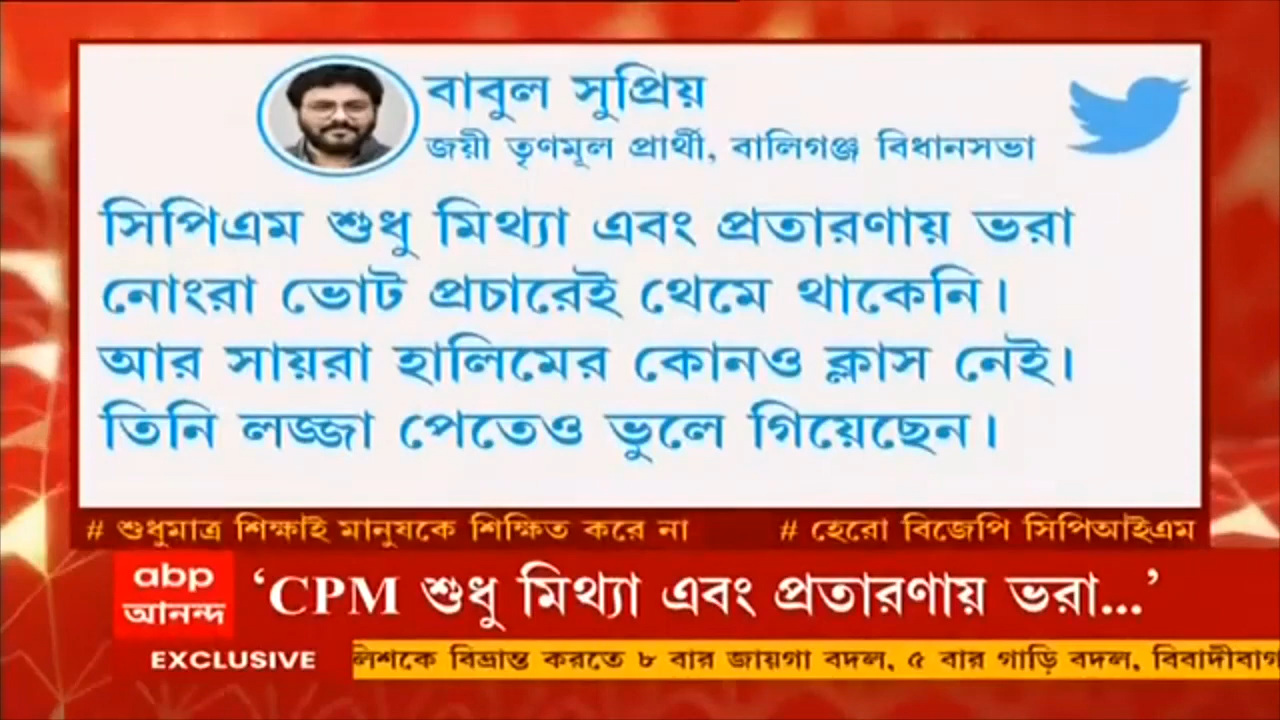 বাবুল সুপ্রিয়
জয়ী তৃণমূল প্রার্থী, বালিগঞ্জ বিধানসভা
সিপিএম শুধু মিথ্যা এবং প্রতারণায় ভরা
নোংরা ভোট প্রচারেই থেমে থাকেনি।
আর সায়রা হালিমের কোনও ক্লাস নেই।
তিনি লজ্জা পেতেও ভুলে গিয়েছেন।
# শুধুমাত্র শিক্ষাই মানুষকে শিক্ষিত করে না # হেরো বিজেপি সিপিআইএম
abp আনন্দ
‘CPM শুধু মিথ্যা এবং প্রতারণায় ভরা...’
EXCLUSIVE
লিশকে বিভ্রান্ত করতে ৮ বার জায়গা বদল, ৫ বার গাড়ি বদল, বিবাদীবাগ